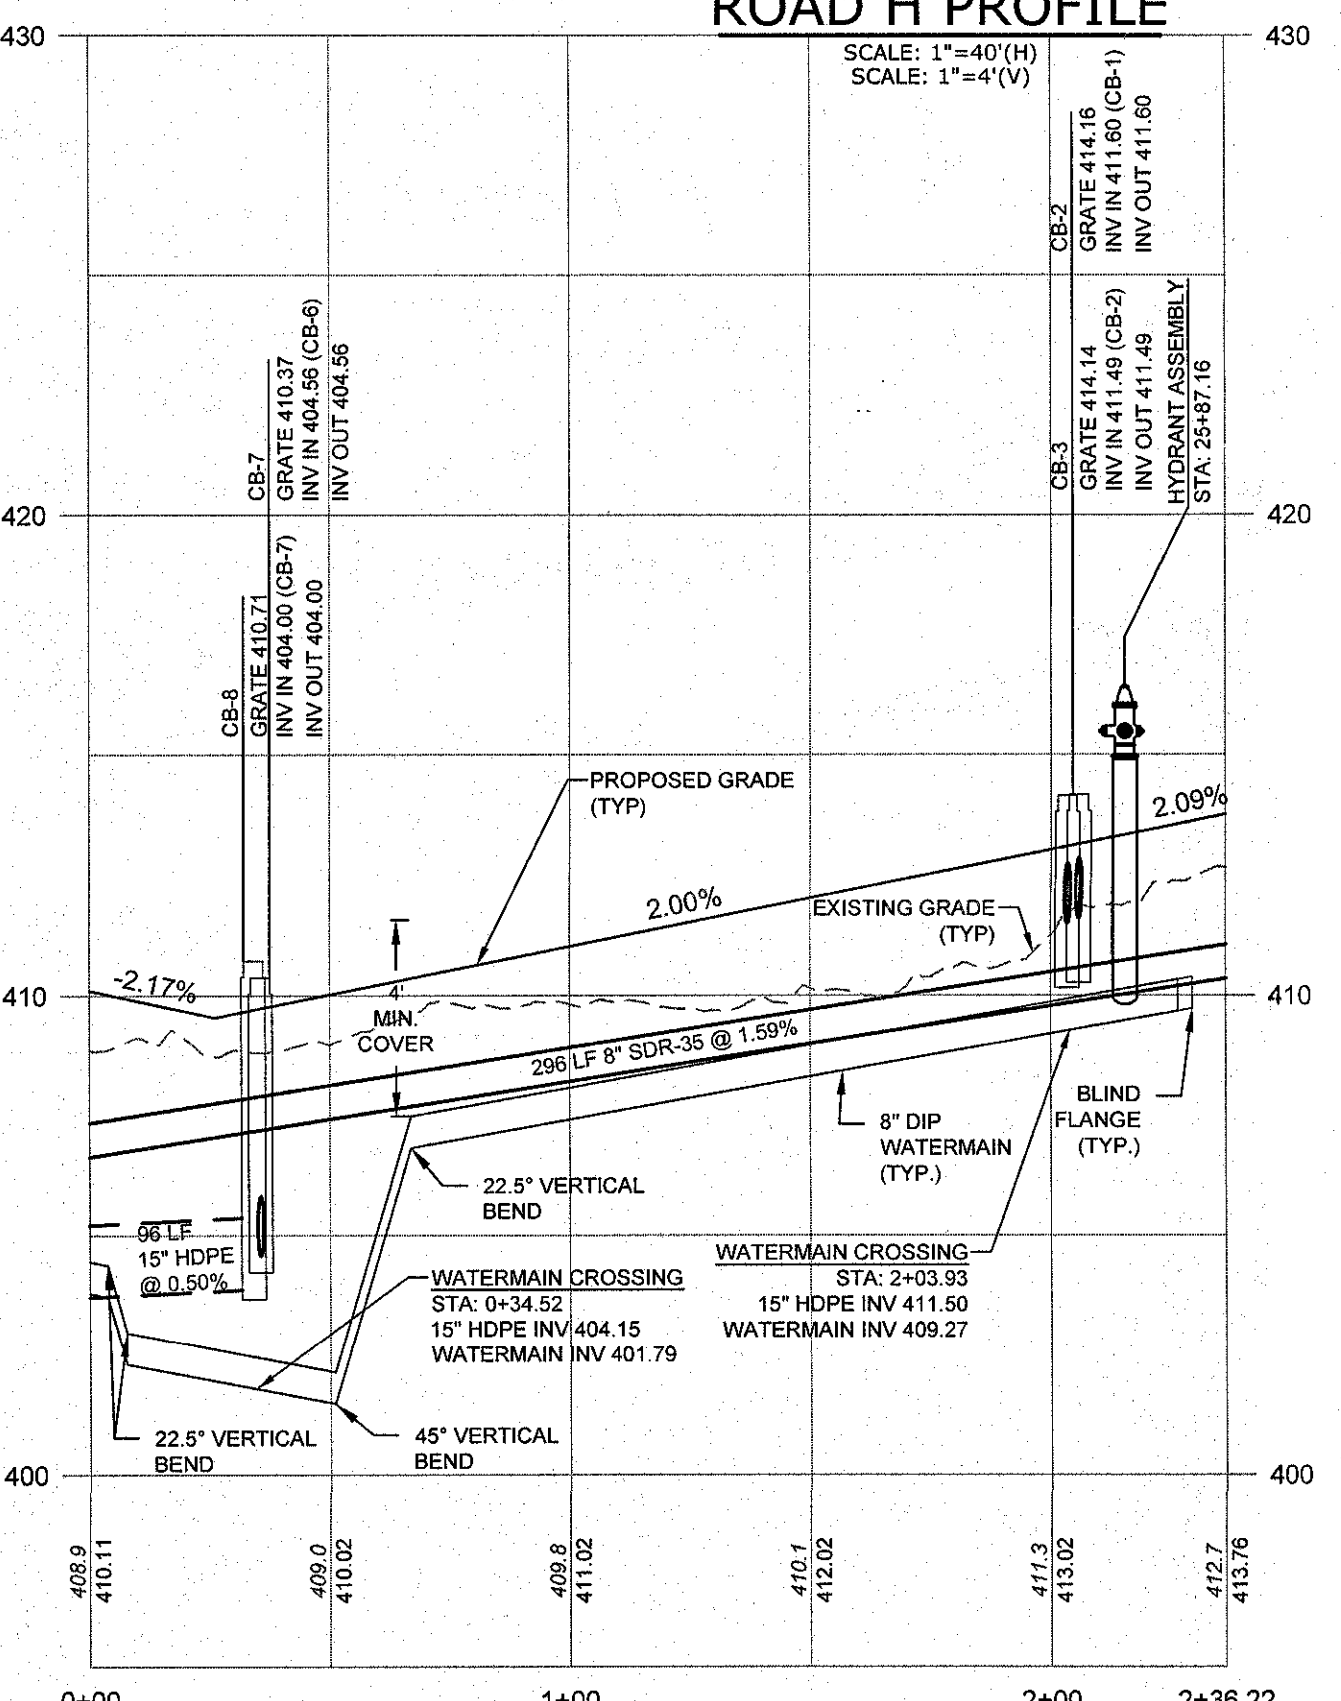 ROAD H PROFILE
SCALE: 1"=40'(H)
SCALE: 1"=4'(V)
430
430
CB-2
GRATE 414.16
INV IN 411.60 (CB-1)
INV OUT 411.60
CB-3
GRATE 414.14
INV IN 411.49 (CB-2)
INV OUT 411.49
HYDRANT ASSEMBLY
STA: 25+87.16
CB-7
GRATE 410.37
INV IN 404.56 (CB-6)
INV OUT 404.56
420
420
CB-8
GRATE 410.71
INV IN 404.00 (CB-7)
INV OUT 404.00
PROPOSED GRADE
(TYP)
2.09%
2.00%
EXISTING GRADE
(TYP)
-2.17%
410
410
4'
MIN.
COVER
296 LF 8" SDR-35 @ 1.59%
BLIND
FLANGE
(TYP.)
8" DIP
WATERMAIN
(TYP.)
22.5° VERTICAL
BEND
96 LF
15" HDPE
@ 0.50%
WATERMAIN CROSSING
STA: 0+34.52
15" HDPE INV 404.15
WATERMAIN INV 401.79
WATERMAIN CROSSING
STA: 2+03.93
15" HDPE INV 411.50
WATERMAIN INV 409.27
22.5° VERTICAL
BEND
45° VERTICAL
BEND
400
400
408.9
410.11
409.0
410.02
409.8
411.02
410.1
412.02
411.3
413.02
412.7
413.76
0+00
1+00
2+00
2+36.22